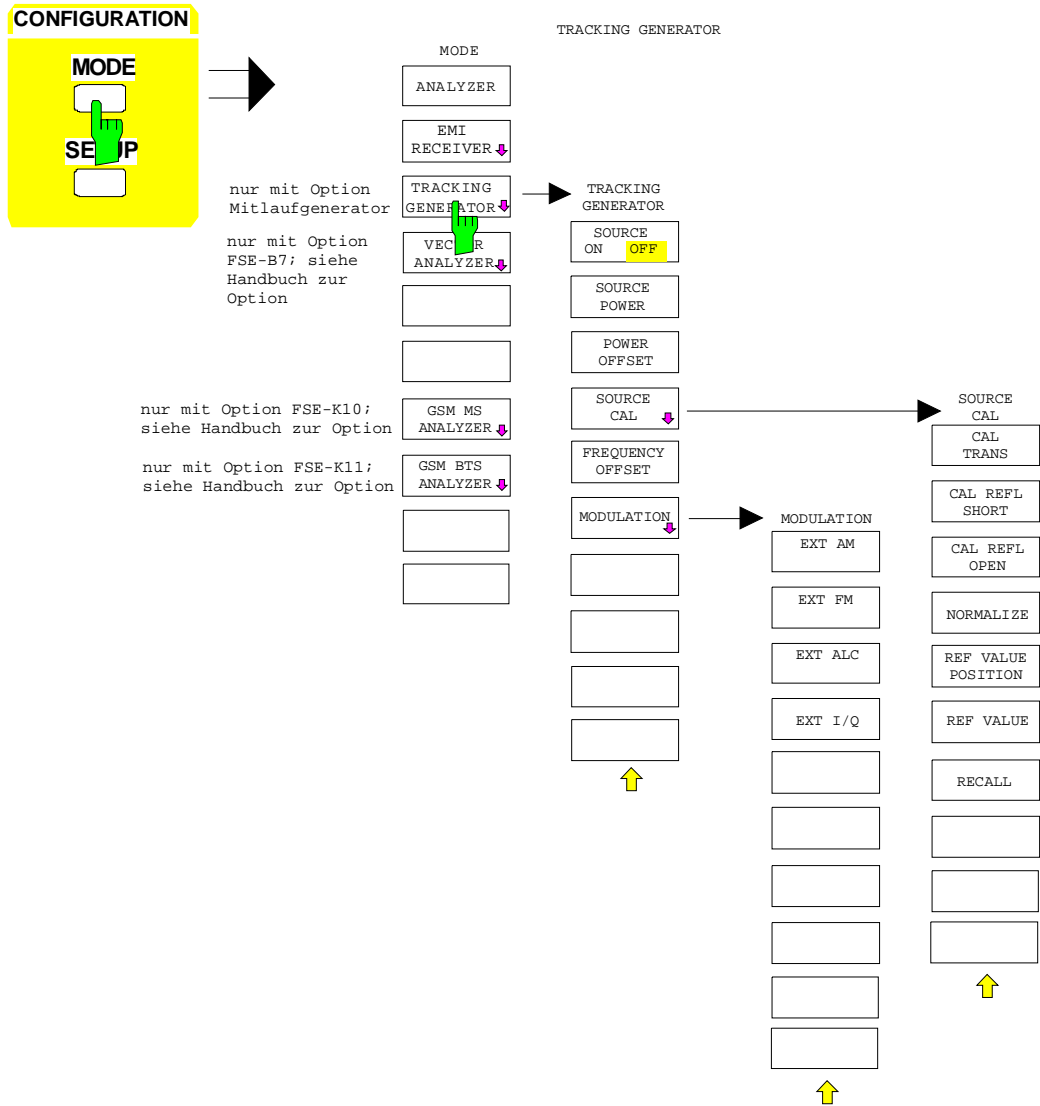 CONFIGURATION
MODE
SETUP
TRACKING GENERATOR
MODE
ANALYZER
EMI
RECEIVER
nur mit Option
Mitlaufgenerator
TRACKING
GENERATOR
nur mit Option
FSE-B7; siehe
Handbuch zur
Option
VECTOR
ANALYZER
nur mit Option FSE-K10;
siehe Handbuch zur Option
GSM MS
ANALYZER
nur mit Option FSE-K11;
siehe Handbuch zur Option
GSM BTS
ANALYZER
TRACKING
GENERATOR
SOURCE
ON OFF
SOURCE
POWER
POWER
OFFSET
SOURCE
CAL
FREQUENCY
OFFSET
MODULATION
MODULATION
EXT AM
EXT FM
EXT ALC
EXT I/Q
SOURCE
CAL
CAL
TRANS
CAL REFL
SHORT
CAL REFL
OPEN
NORMALIZE
REF VALUE
POSITION
REF VALUE
RECALL